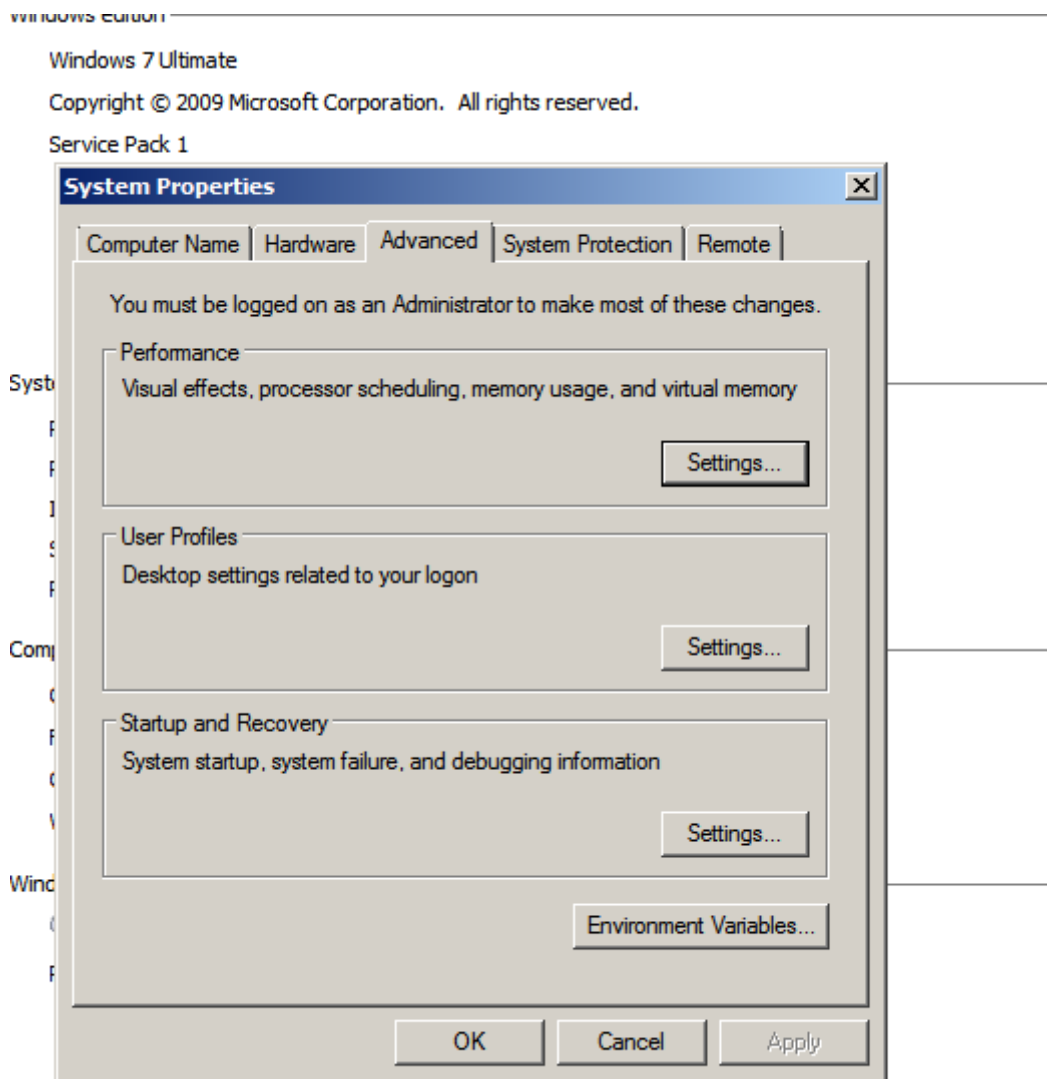 Windows edition
Windows 7 Ultimate
Copyright © 2009 Microsoft Corporation.  All rights reserved.
Service Pack 1
System Properties
Computer Name
Hardware
Advanced
System Protection
Remote
You must be logged on as an Administrator to make most of these changes.
Performance
Visual effects, processor scheduling, memory usage, and virtual memory
Settings...
User Profiles
Desktop settings related to your logon
Settings...
Startup and Recovery
System startup, system failure, and debugging information
Settings...
Environment Variables...
OK
Cancel
Apply